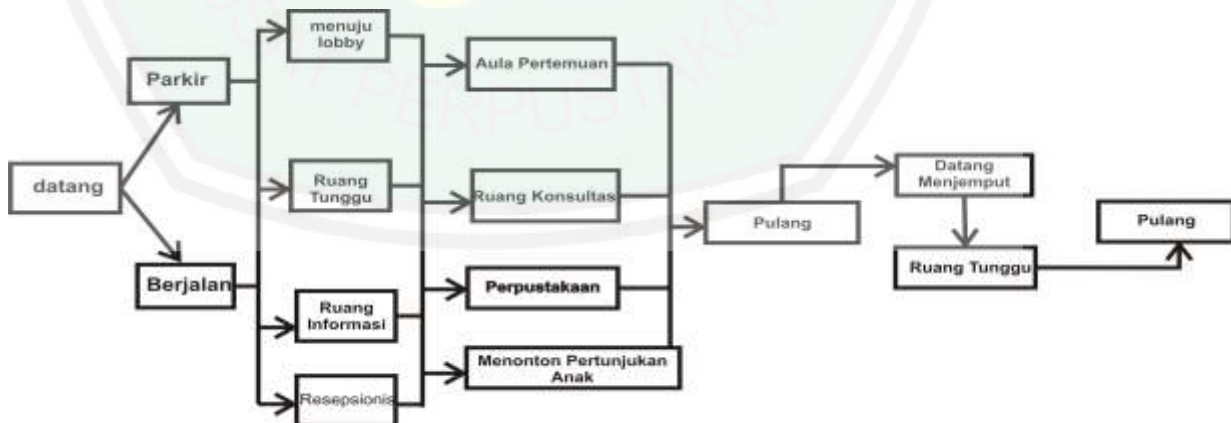 datang
Parkir
Berjalan
menuju
lobby
Ruang
Tunggu
Ruang
Informasi
Resepsionis
Aula Pertemuan
Ruang Konsultas
Perpustakaan
Menonton Pertunjukan
Anak
Pulang
Datang
Menjemput
Ruang Tunggu
Pulang
PERPUSTAKAAN